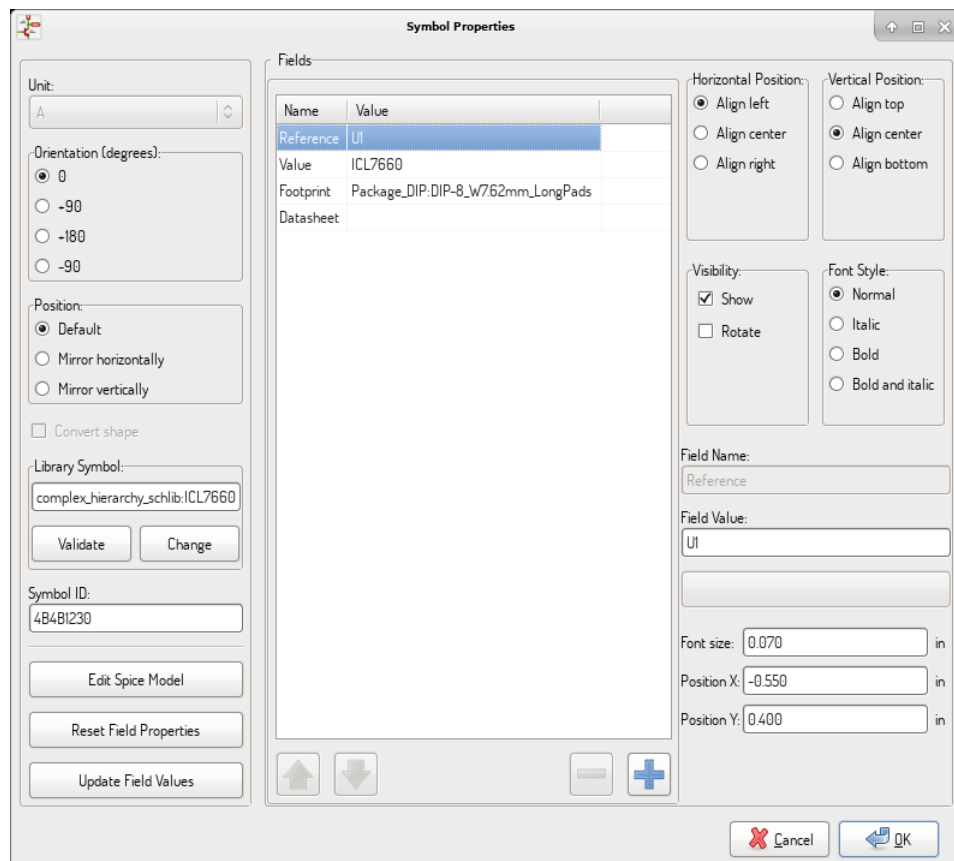 Symbol Properties
Unit:
A
Orientation (degrees):
0
+90
+180
-90
Position:
Default
Mirror horizontally
Mirror vertically
Convert shape
Library Symbol:
complex_hierarchy_schlib:ICL7660
Validate
Change
Symbol ID:
4B4B1230
Edit Spice Model
Reset Field Properties
Update Field Values
Fields
Name Value
Reference U1
Value ICL7660
Footprint Package_DIP:DIP-8_W7.62mm_LongPads
Datasheet
Horizontal Position:
Align left
Align center
Align right
Vertical Position:
Align top
Align center
Align bottom
Visibility:
Show
Rotate
Font Style:
Normal
Italic
Bold
Bold and italic
Field Name:
Reference
Field Value:
U1
Font size: 0.070 in
Position X: -0.550 in
Position Y: 0.400 in
Cancel
OK